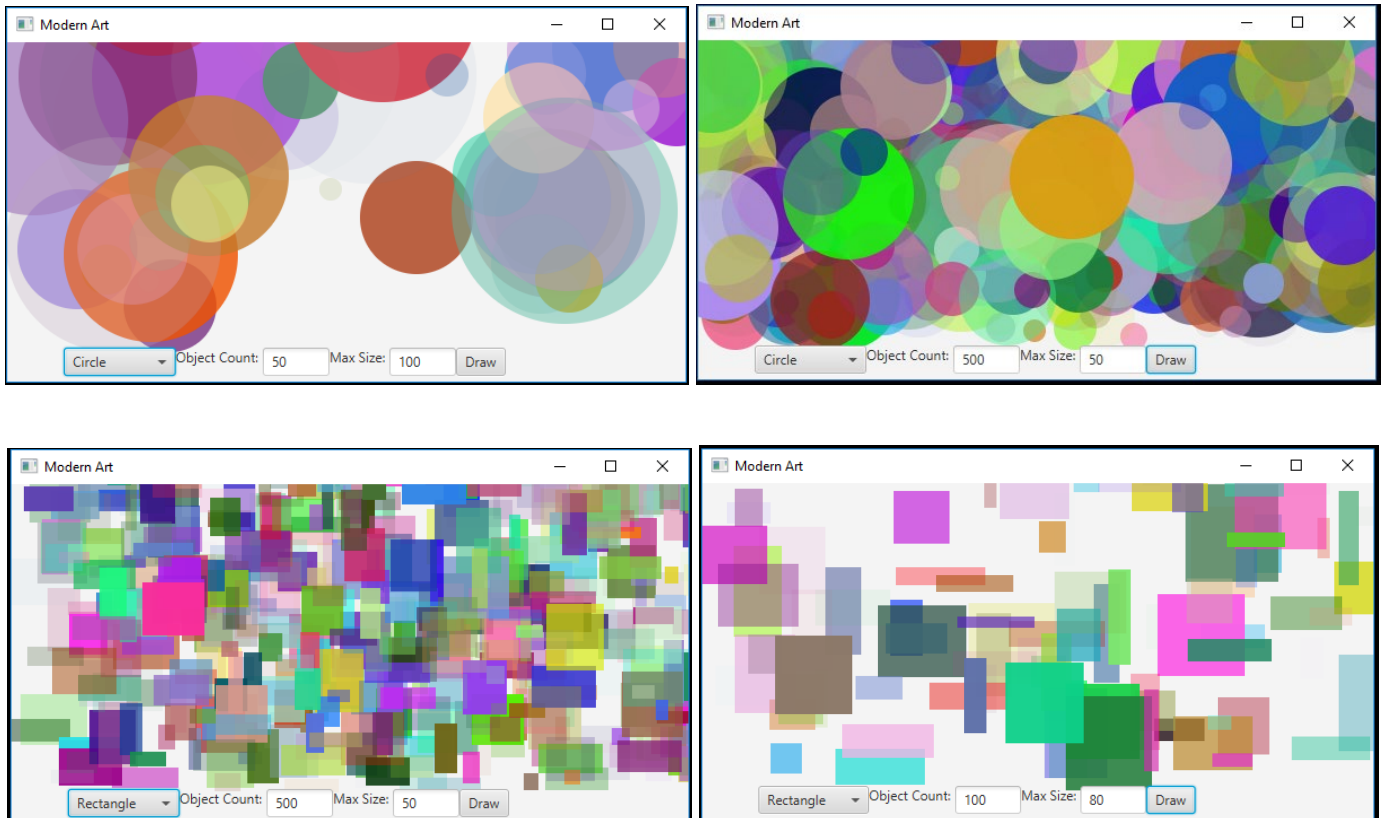 Modern Art
Circle Object Count: 50 Max Size: 100 Draw
Modern Art
Circle Object Count: 500 Max Size: 50 Draw
Modern Art
Rectangle Object Count: 500 Max Size: 50 Draw
Modern Art
Rectangle Object Count: 100 Max Size: 80 Draw